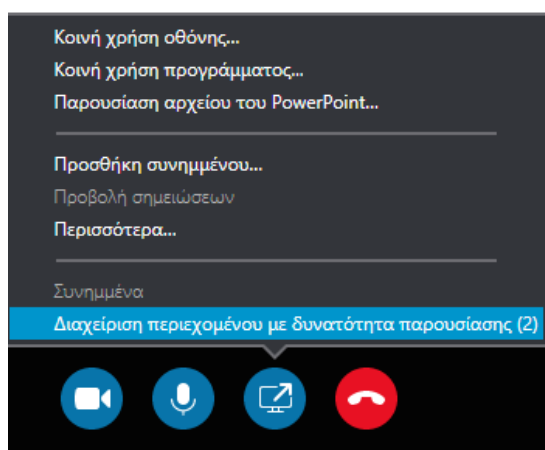 Κοινή χρήση οθόνης...
Κοινή χρήση προγράμματος...
Παρουσίαση αρχείου του PowerPoint...
Προσθήκη συνημμένου...
Προβολή σημειώσεων
Περισσότερα...
Συνημμένα
Διαχείριση περιεχομένου με δυνατότητα παρουσίασης (2)